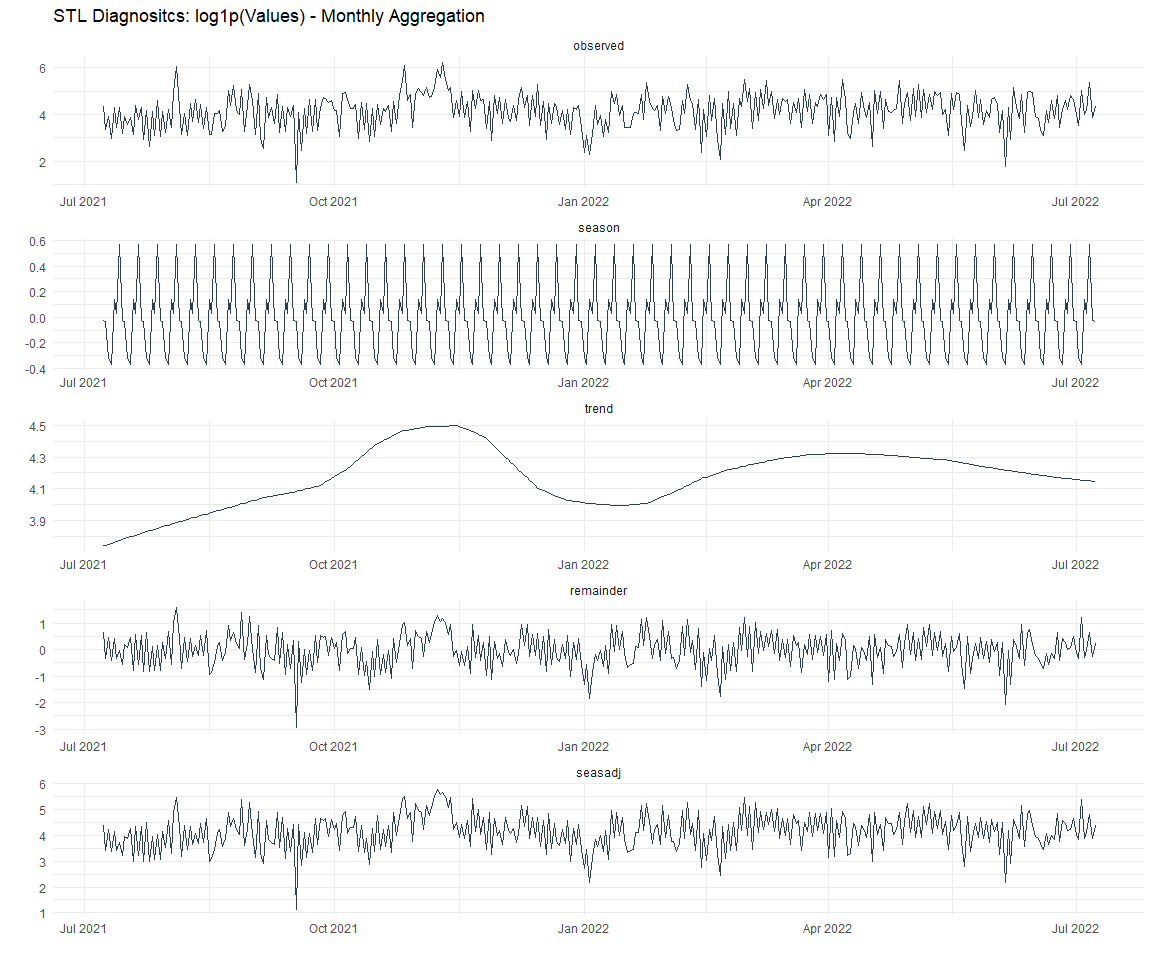 STL Diagnositcs: log1p(Values) - Monthly Aggregation
observed
6
4
2
Jul 2021 Oct 2021 Jan 2022 Apr 2022 Jul 2022
season
0.6
0.4
0.2
0.0
-0.2
-0.4
Jul 2021 Oct 2021 Jan 2022 Apr 2022 Jul 2022
trend
4.5
4.3
4.1
3.9
Jul 2021 Oct 2021 Jan 2022 Apr 2022 Jul 2022
remainder
1
0
-1
-2
-3
Jul 2021 Oct 2021 Jan 2022 Apr 2022 Jul 2022
seasadj
6
5
4
3
2
1
Jul 2021 Oct 2021 Jan 2022 Apr 2022 Jul 2022